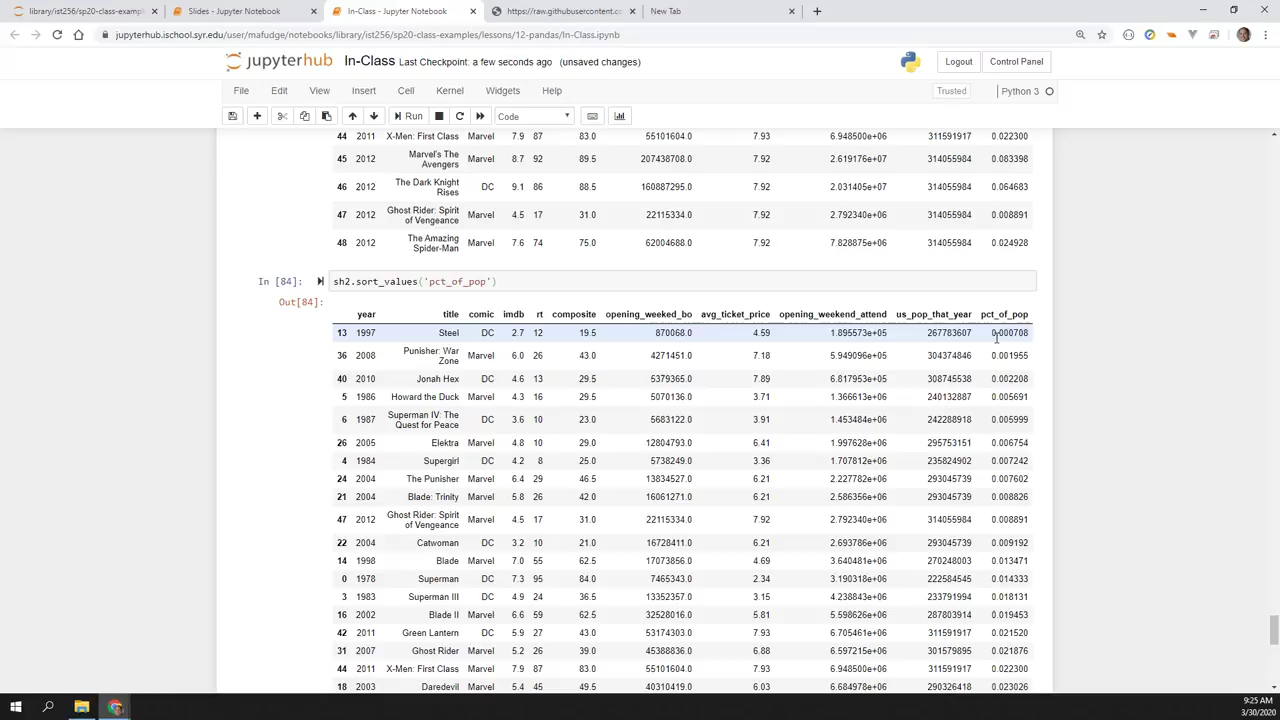 library/ist256/sp20-class-exampl
Slides - Jupyter Notebook
In-Class - Jupyter Notebook
https://raw.githubusercontent.co
New Tab
jupyterhub.ischool.syr.edu/user/mafudge/notebooks/library/ist256/sp20-class-examples/lessons/12-pandas/In-Class.ipynb
jupyterhub In-Class Last Checkpoint: a few seconds ago (unsaved changes) Logout Control Panel
File Edit View Insert Cell Kernel Widgets Help Trusted Python 3
Run Code
44 2011 X-Men: First Class Marvel 7.9 87 83.0 55101604.0 7.93 6.948500e+06 311591917 0.022300
45 2012 Marvel's The Avengers Marvel 8.7 92 89.5 207438708.0 7.92 2.619176e+07 314055984 0.083398
46 2012 The Dark Knight Rises DC 9.1 86 88.5 160887295.0 7.92 2.031405e+07 314055984 0.064683
47 2012 Ghost Rider: Spirit of Vengeance Marvel 4.5 17 31.0 22115334.0 7.92 2.792340e+06 314055984 0.008891
48 2012 The Amazing Spider-Man Marvel 7.6 74 75.0 62004688.0 7.92 7.828875e+06 314055984 0.024928
In [84]: sh2.sort_values('pct_of_pop')
Out[84]:
year title comic imdb rt composite opening_weeked_bo avg_ticket_price opening_weekend_attend us_pop_that_year pct_of_pop
13 1997 Steel DC 2.7 12 19.5 870068.0 4.59 1.895573e+05 267783607 0.000708
36 2008 Punisher: War Zone Marvel 6.0 26 43.0 4271451.0 7.18 5.949096e+05 304374846 0.001955
40 2010 Jonah Hex DC 4.6 13 29.5 5379365.0 7.89 6.817953e+05 308745538 0.002208
5 1986 Howard the Duck Marvel 4.3 16 29.5 5070136.0 3.71 1.366613e+06 240132887 0.005691
6 1987 Superman IV: The Quest for Peace DC 3.6 10 23.0 5683122.0 3.91 1.453484e+06 242288918 0.005999
26 2005 Elektra Marvel 4.8 10 29.0 12804793.0 6.41 1.997628e+06 295753151 0.006754
4 1984 Supergirl DC 4.2 8 25.0 5738249.0 3.36 1.707812e+06 235824902 0.007242
24 2004 The Punisher Marvel 6.4 29 46.5 13834527.0 6.21 2.227782e+06 293045739 0.007602
21 2004 Blade: Trinity Marvel 5.8 26 42.0 16061271.0 6.21 2.586356e+06 293045739 0.008826
47 2012 Ghost Rider: Spirit of Vengeance Marvel 4.5 17 31.0 22115334.0 7.92 2.792340e+06 314055984 0.008891
22 2004 Catwoman DC 3.2 10 21.0 16728411.0 6.21 2.693786e+06 293045739 0.009192
14 1998 Blade Marvel 7.0 55 62.5 17073856.0 4.69 3.640481e+06 270248003 0.013471
0 1978 Superman DC 7.3 95 84.0 7465343.0 2.34 3.190318e+06 222584545 0.014333
3 1983 Superman III DC 4.9 24 36.5 13352357.0 3.15 4.238843e+06 233791994 0.018131
16 2002 Blade II Marvel 6.6 59 62.5 32528016.0 5.81 5.598626e+06 287803914 0.019453
42 2011 Green Lantern DC 5.9 27 43.0 53174303.0 7.93 6.705461e+06 311591917 0.021520
31 2007 Ghost Rider Marvel 5.2 26 39.0 45388836.0 6.88 6.597215e+06 301579895 0.021876
44 2011 X-Men: First Class Marvel 7.9 87 83.0 55101604.0 7.93 6.948500e+06 311591917 0.022300
18 2003 Daredevil Marvel 5.4 45 49.5 40310419.0 6.03 6.684978e+06 290326418 0.023026
9:25 AM
3/30/2020